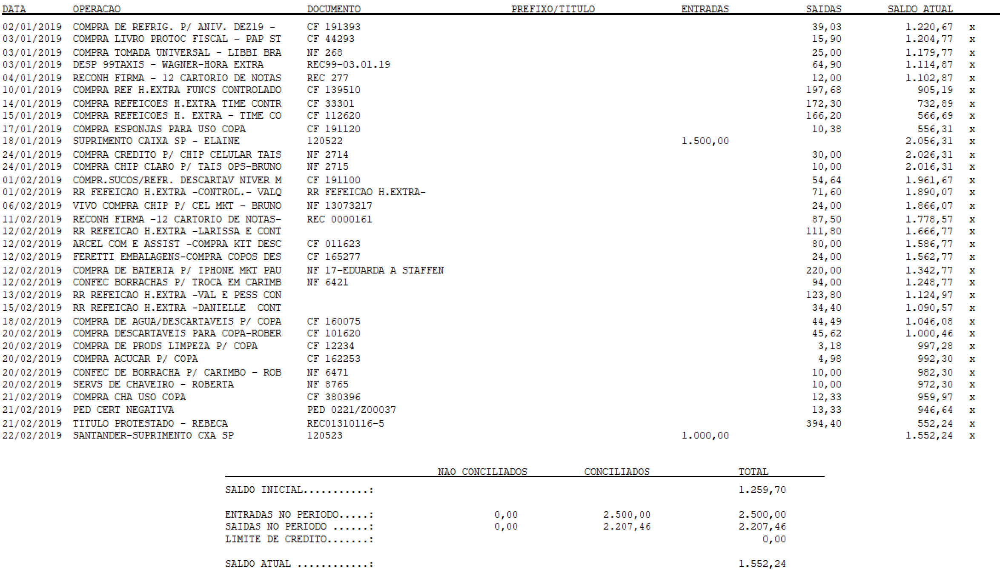 DATA OPERACAO DOCUMENTO PREFIXO/TITULO ENTRADAS SAIDAS SALDO ATUAL
02/01/2019 COMPRA DE REFRIG. P/ ANIV. DEZ19 - CF 191393 39,03 1.220,67 x
03/01/2019 COMPRA LIVRO PROTOC FISCAL - PAP ST CF 44293 15,90 1.204,77 x
03/01/2019 COMPRA TOMADA UNIVERSAL - LIBBI BRA NF 268 25,00 1.179,77 x
03/01/2019 DESP 99TAXIS - WAGNER-HORA EXTRA REC99-03.01.19 64,90 1.114,87 x
04/01/2019 RECONH FIRMA - 12 CARTORIO DE NOTAS REC 277 12,00 1.102,87 x
10/01/2019 COMPRA REF H.EXTRA FUNCS CONTROLADO CF 139510 197,68 905,19 x
14/01/2019 COMPRA REFEICOES H.EXTRA TIME CONTR CF 33301 172,30 732,89 x
15/01/2019 COMPRA REFEICOES H. EXTRA - TIME CO CF 112620 166,20 566,69 x
17/01/2019 COMPRA ESPONJAS PARA USO COPA CF 191120 10,38 556,31 x
18/01/2019 SUPRIMENTO CAIXA SP - ELAINE 120522 1.500,00 2.056,31 x
24/01/2019 COMPRA CREDITO P/ CHIP CELULAR TAIS NF 2714 30,00 2.026,31 x
24/01/2019 COMPRA CHIP CLARO P/ TAIS OPS-BRUNO NF 2715 10,00 2.016,31 x
01/02/2019 COMPR.SUCOS/REFR. DESCARTAV NIVER M CF 191100 54,64 1.961,67 x
01/02/2019 RR FEFEICAO H.EXTRA -CONTROL.- VALQ RR FEFEICAO H.EXTRA- 71,60 1.890,07 x
06/02/2019 VIVO COMPRA CHIP P/ CEL MKT - BRUNO NF 13073217 24,00 1.866,07 x
11/02/2019 RECONH FIRMA -12 CARTORIO DE NOTAS- REC 0000161 87,50 1.778,57 x
12/02/2019 RR REFEICAO H.EXTRA -LARISSA E CONT 111,80 1.666,77 x
12/02/2019 ARCEL COM E ASSIST -COMPRA KIT DESC CF 011623 80,00 1.586,77 x
12/02/2019 FERETTI EMBALAGENS-COMPRA COPOS DES CF 165277 24,00 1.562,77 x
12/02/2019 COMPRA DE BATERIA P/ IPHONE MKT PAU NF 17-EDUARDA A STAFFEN 220,00 1.342,77 x
12/02/2019 CONFEC BORRACHAS P/ TROCA EM CARIMB NF 6421 94,00 1.248,77 x
13/02/2019 RR REFEICAO H.EXTRA -VAL E PESS CON 123,80 1.124,97 x
15/02/2019 RR REFEICAO H.EXTRA -DANIELLE  CONT 34,40 1.090,57 x
18/02/2019 COMPRA DE AGUA/DESCARTAVEIS P/ COPA CF 160075 44,49 1.046,08 x
20/02/2019 COMPRA DESCARTAVEIS PARA COPA-ROBER CF 101620 45,62 1.000,46 x
20/02/2019 COMPRA DE PRODS LIMPEZA P/ COPA CF 12234 3,18 997,28 x
20/02/2019 COMPRA ACUCAR P/ COPA CF 162253 4,98 992,30 x
20/02/2019 CONFEC DE BORRACHA P/ CARIMBO - ROB NF 6471 10,00 982,30 x
20/02/2019 SERVS DE CHAVEIRO - ROBERTA NF 8765 10,00 972,30 x
21/02/2019 COMPRA CHA USO COPA CF 380396 12,33 959,97 x
21/02/2019 PED CERT NEGATIVA PED 0221/Z00037 13,33 946,64 x
21/02/2019 TITULO PROTESTADO - REBECA REC01310116-5 394,40 552,24 x
22/02/2019 SANTANDER-SUPRIMENTO CXA SP 120523 1.000,00 1.552,24 x
NAO CONCILIADOS CONCILIADOS TOTAL
SALDO INICIAL...........: 1.259,70
ENTRADAS NO PERIODO.....: 0,00 2.500,00 2.500,00
SAIDAS NO PERIODO ......: 0,00 2.207,46 2.207,46
LIMITE DE CREDITO.......: 0,00
SALDO ATUAL ............: 1.552,24